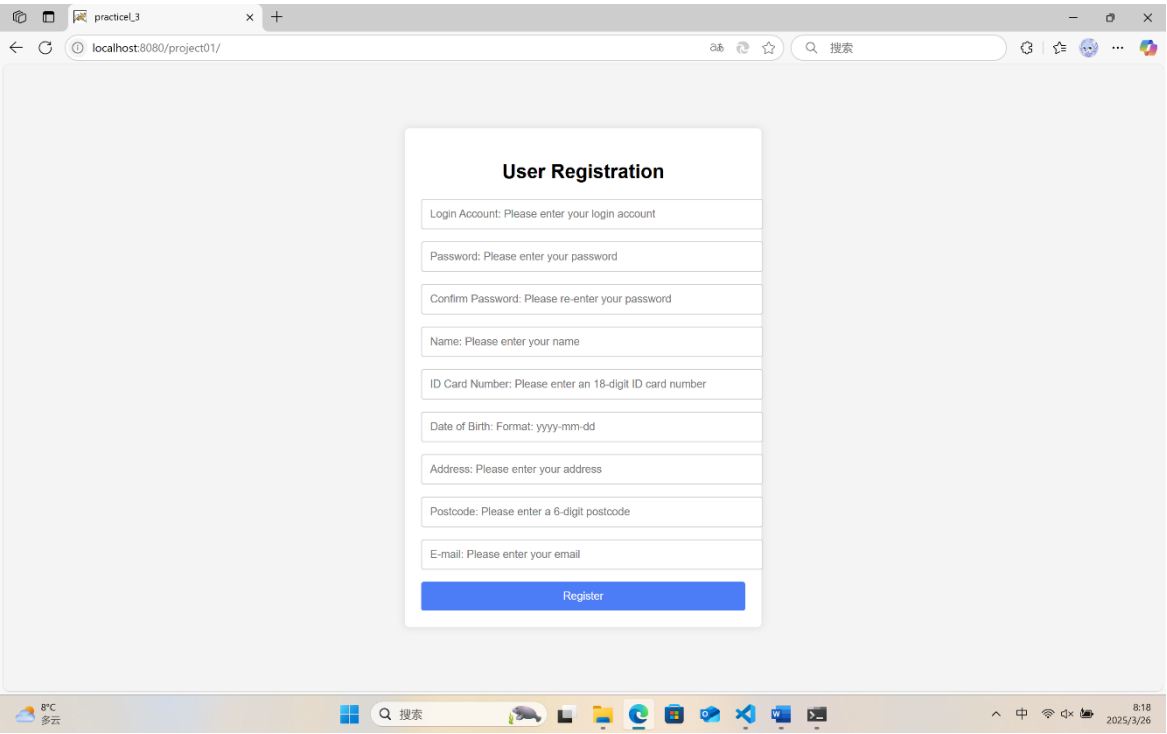 practicel_3
localhost:8080/project01/
搜索
User Registration
Login Account: Please enter your login account
Password: Please enter your password
Confirm Password: Please re-enter your password
Name: Please enter your name
ID Card Number: Please enter an 18-digit ID card number
Date of Birth: Format: yyyy-mm-dd
Address: Please enter your address
Postcode: Please enter a 6-digit postcode
E-mail: Please enter your email
Register
8°C
多云
搜索
中
8:18
2025/3/26